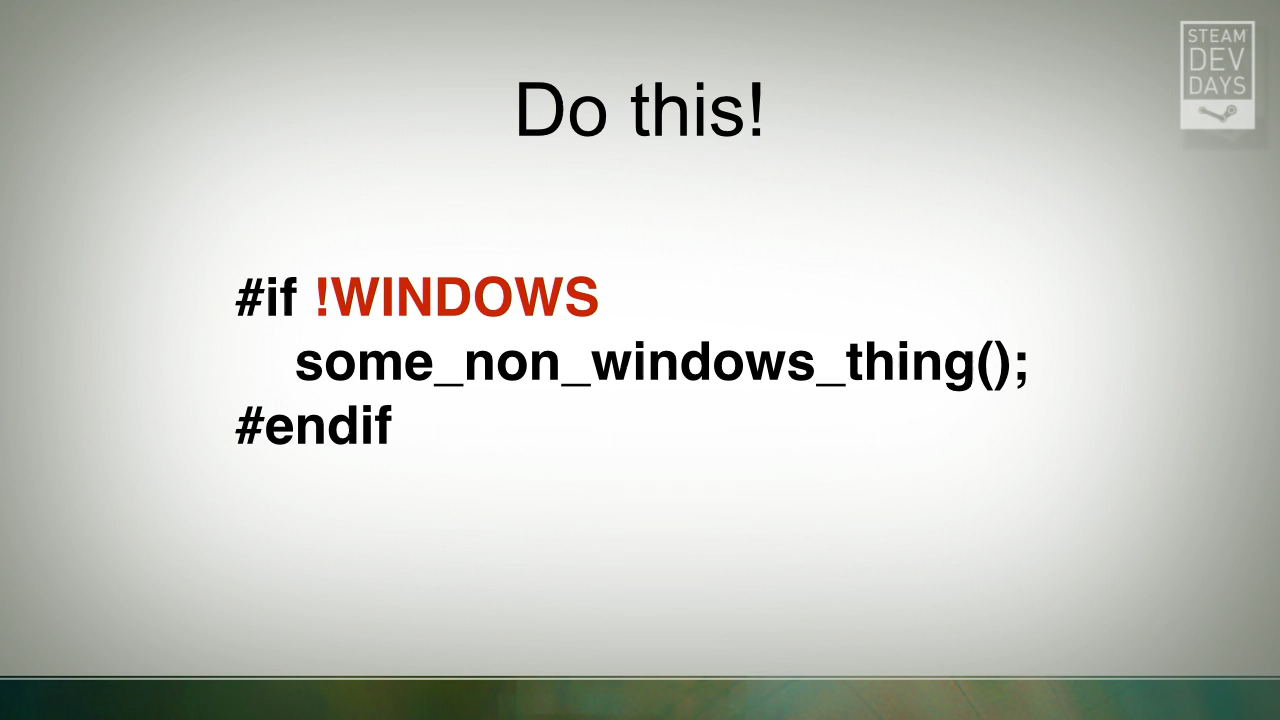 STEAM
DEV
DAYS
Do this!
#if !WINDOWS
some_non_windows_thing();
#endif